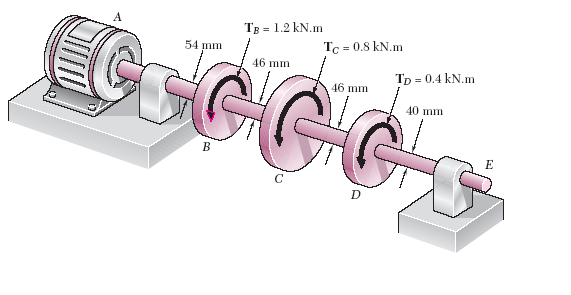 A
T_B = 1.2 kN.m
54 mm
T_C = 0.8 kN.m
46 mm
T_D = 0.4 kN.m
46 mm
40 mm
B
E
C
D